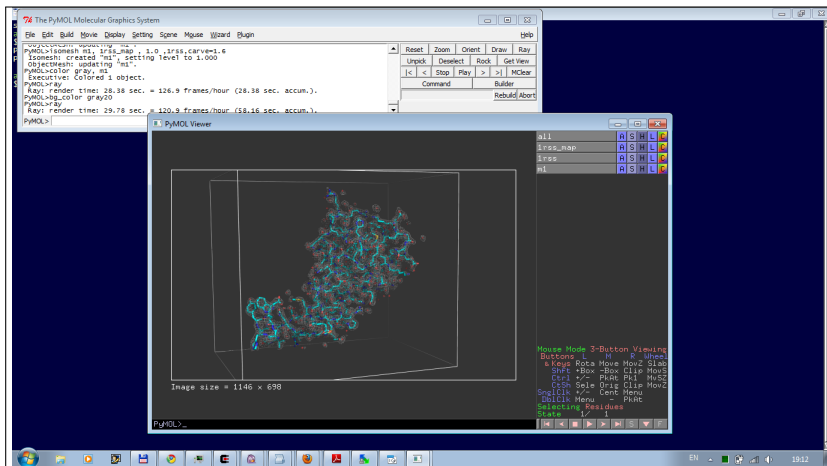 The PyMOL Molecular Graphics System
File Edit Build Movie Display Setting Scene Mouse Wizard Plugin Help
ObjectMesh: updating "m1".
PyMOL>isomesh m1, 1rss_map , 1.0 ,1rss,carve=1.6
Isomesh: created "m1", setting level to 1.000
ObjectMesh: updating "m1".
PyMOL>color gray, m1
Executive: Colored 1 object.
PyMOL>ray
Ray: render time: 28.38 sec. = 126.9 frames/hour (28.38 sec. accum.).
PyMOL>bg_color gray20
PyMOL>ray
Ray: render time: 29.78 sec. = 120.9 frames/hour (58.16 sec. accum.).
PyMOL>
Reset Zoom Orient Draw Ray
Unpick Deselect Rock Get View
|< < Stop Play > >| MClear
Command Builder
Rebuild Abort
PyMOL Viewer
all A S H L C
1rss_map A S H L C
1rss A S H L C
m1 A S H L C
Image size = 1146 x 698
Mouse Mode 3-Button Viewing
Buttons L M R Wheel
& Keys Rota Move MovZ Slab
Shft +Box -Box Clip MovS
Ctrl +/- PkAt Pk1 MvSZ
CtSh Sele Orig Clip MovZ
SnglClk +/- Cent Menu
DblClk Menu - PkAt
Selecting Residues
State 1/ 1
PyMOL>_
S F
EN 19:12